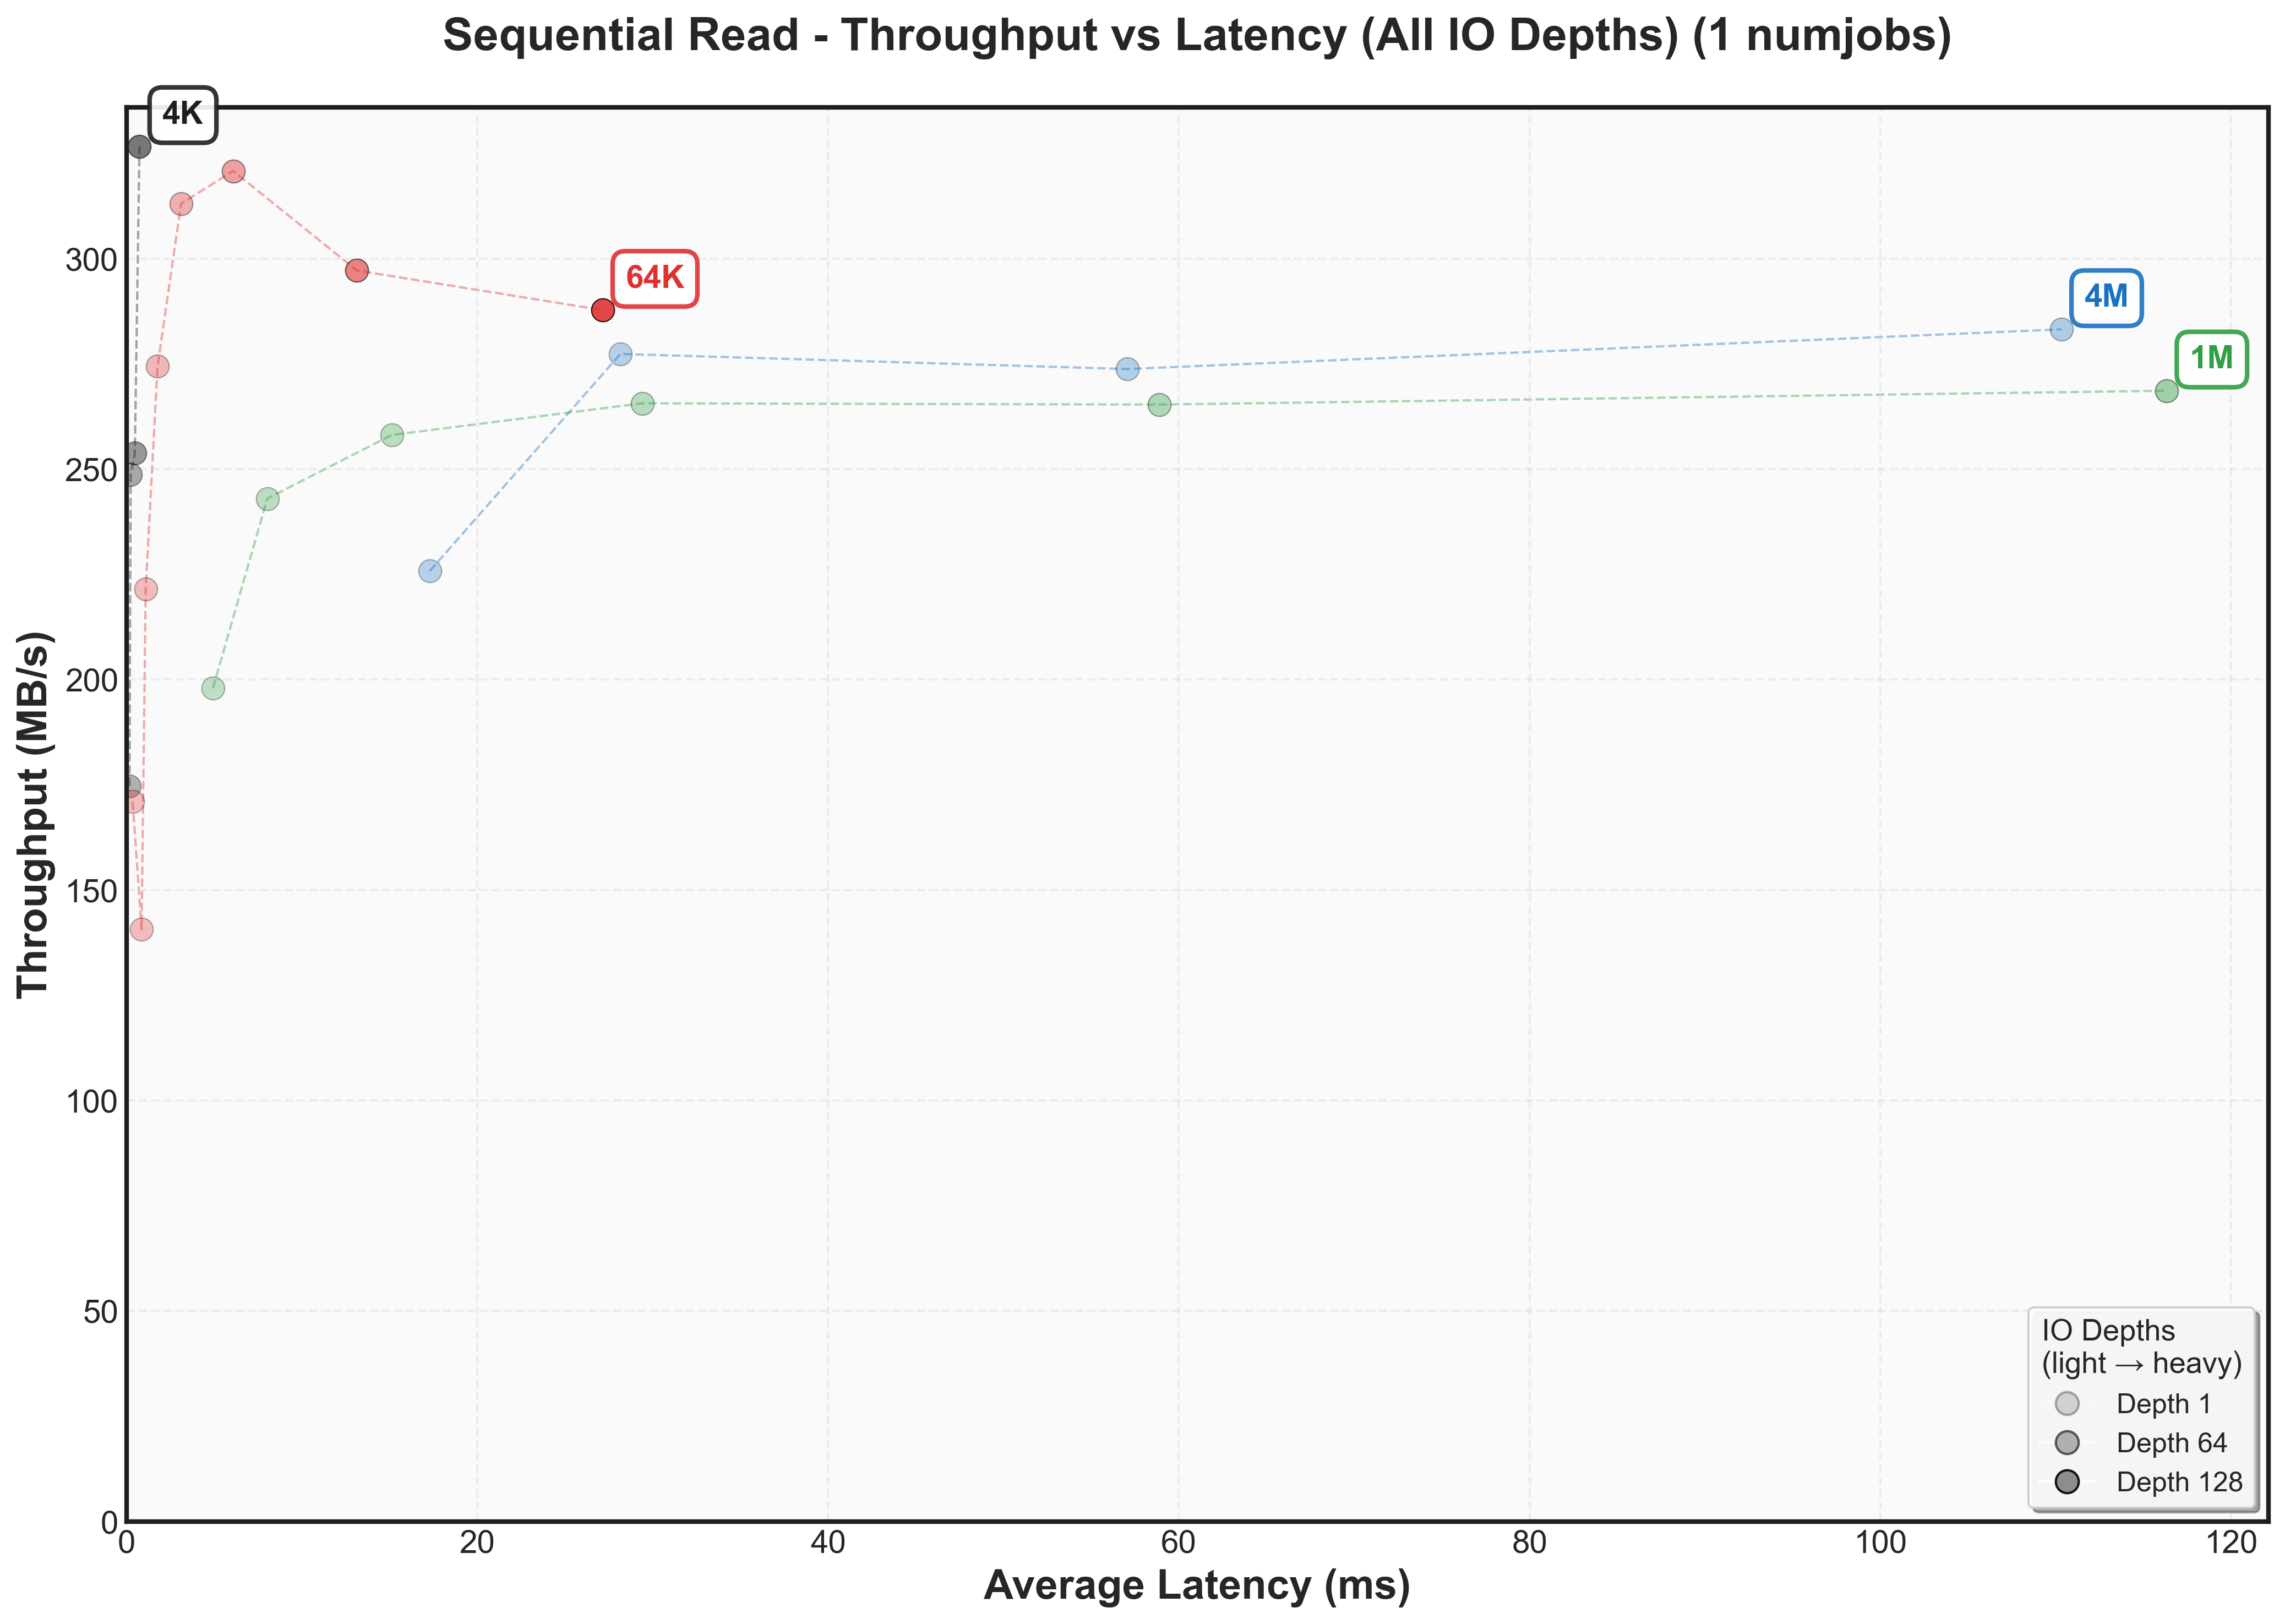 Sequential Read - Throughput vs Latency (All IO Depths) (1 numjobs)
4K
64K
4M
1M
Throughput (MB/s)
300
250
200
150
100
50
0
0
20
40
60
80
100
120
Average Latency (ms)
IO Depths
(light → heavy)
Depth 1
Depth 64
Depth 128